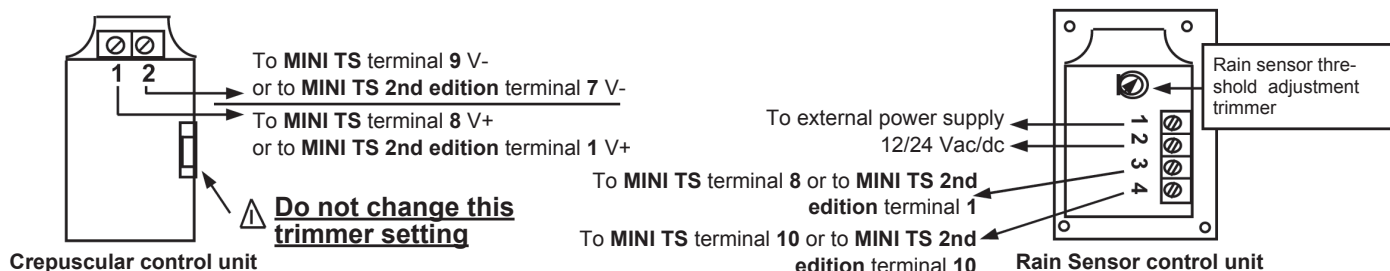 1 2
To MINI TS terminal 9 V-
or to MINI TS 2nd edition terminal 7 V-
To MINI TS terminal 8 V+
or to MINI TS 2nd edition terminal 1 V+
Do not change this
trimmer setting
Crepuscular control unit
Rain sensor thre-
shold adjustment
trimmer
To external power supply
12/24 Vac/dc
To MINI TS terminal 8 or to MINI TS 2nd
edition terminal 1
To MINI TS terminal 10 or to MINI TS 2nd
edition terminal 10
1
2
3
4
Rain Sensor control unit